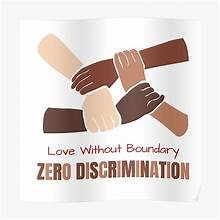 Love Without Boundary
ZERO DISCRIMINATION